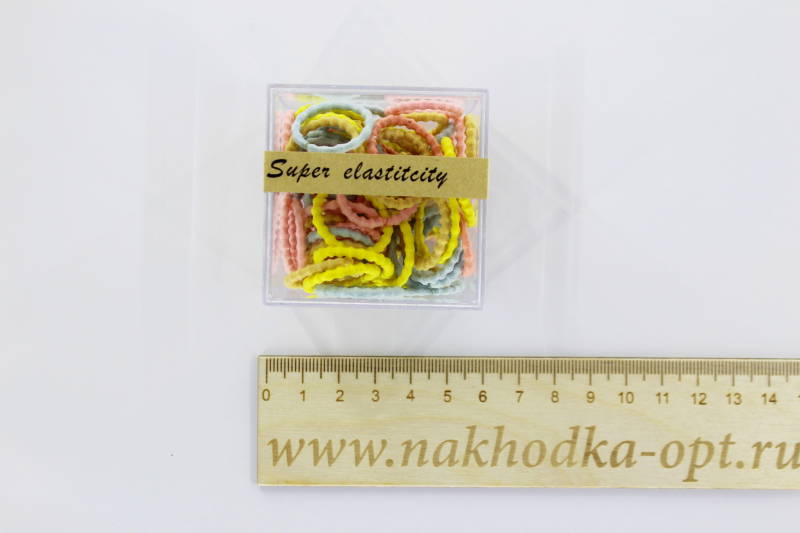 Super elastitcity
0 1 2 3 4 5 6 7 8 9 10 11 12 13 14
www.nakhodka-opt.ru